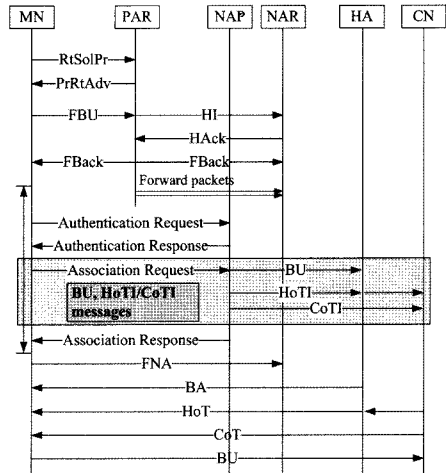 MN PAR NAP NAR HA CN
RtSolPr
PrRtAdv
FBU HI
HAck
FBack FBack
Forward packets
Authentication Request
Authentication Response
Association Request BU
BU, HoTI/CoTI HoTI
messages CoTI
Association Response
FNA
BA
HoT
CoT
BU